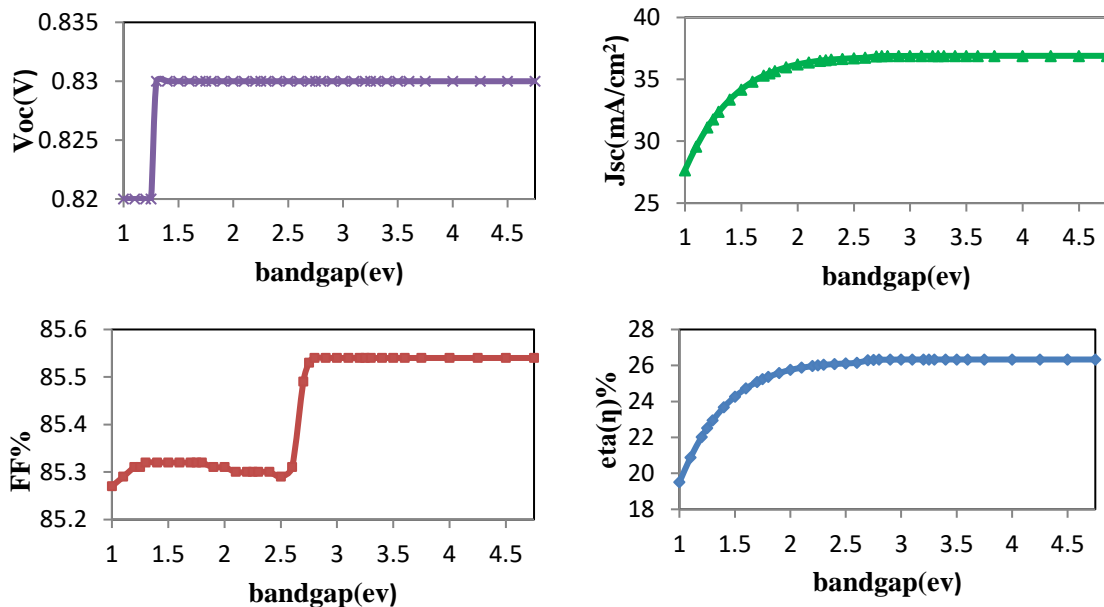 0.835
0.83
0.825
0.82
Voc(V)
1 1.5 2 2.5 3 3.5 4 4.5
bandgap(ev)
40
35
30
25
Jsc(mA/cm²)
1 1.5 2 2.5 3 3.5 4 4.5
bandgap(ev)
85.6
85.5
85.4
85.3
85.2
FF%
1 1.5 2 2.5 3 3.5 4 4.5
bandgap(ev)
28
26
24
22
20
18
eta(η)%
1 1.5 2 2.5 3 3.5 4 4.5
bandgap(ev)